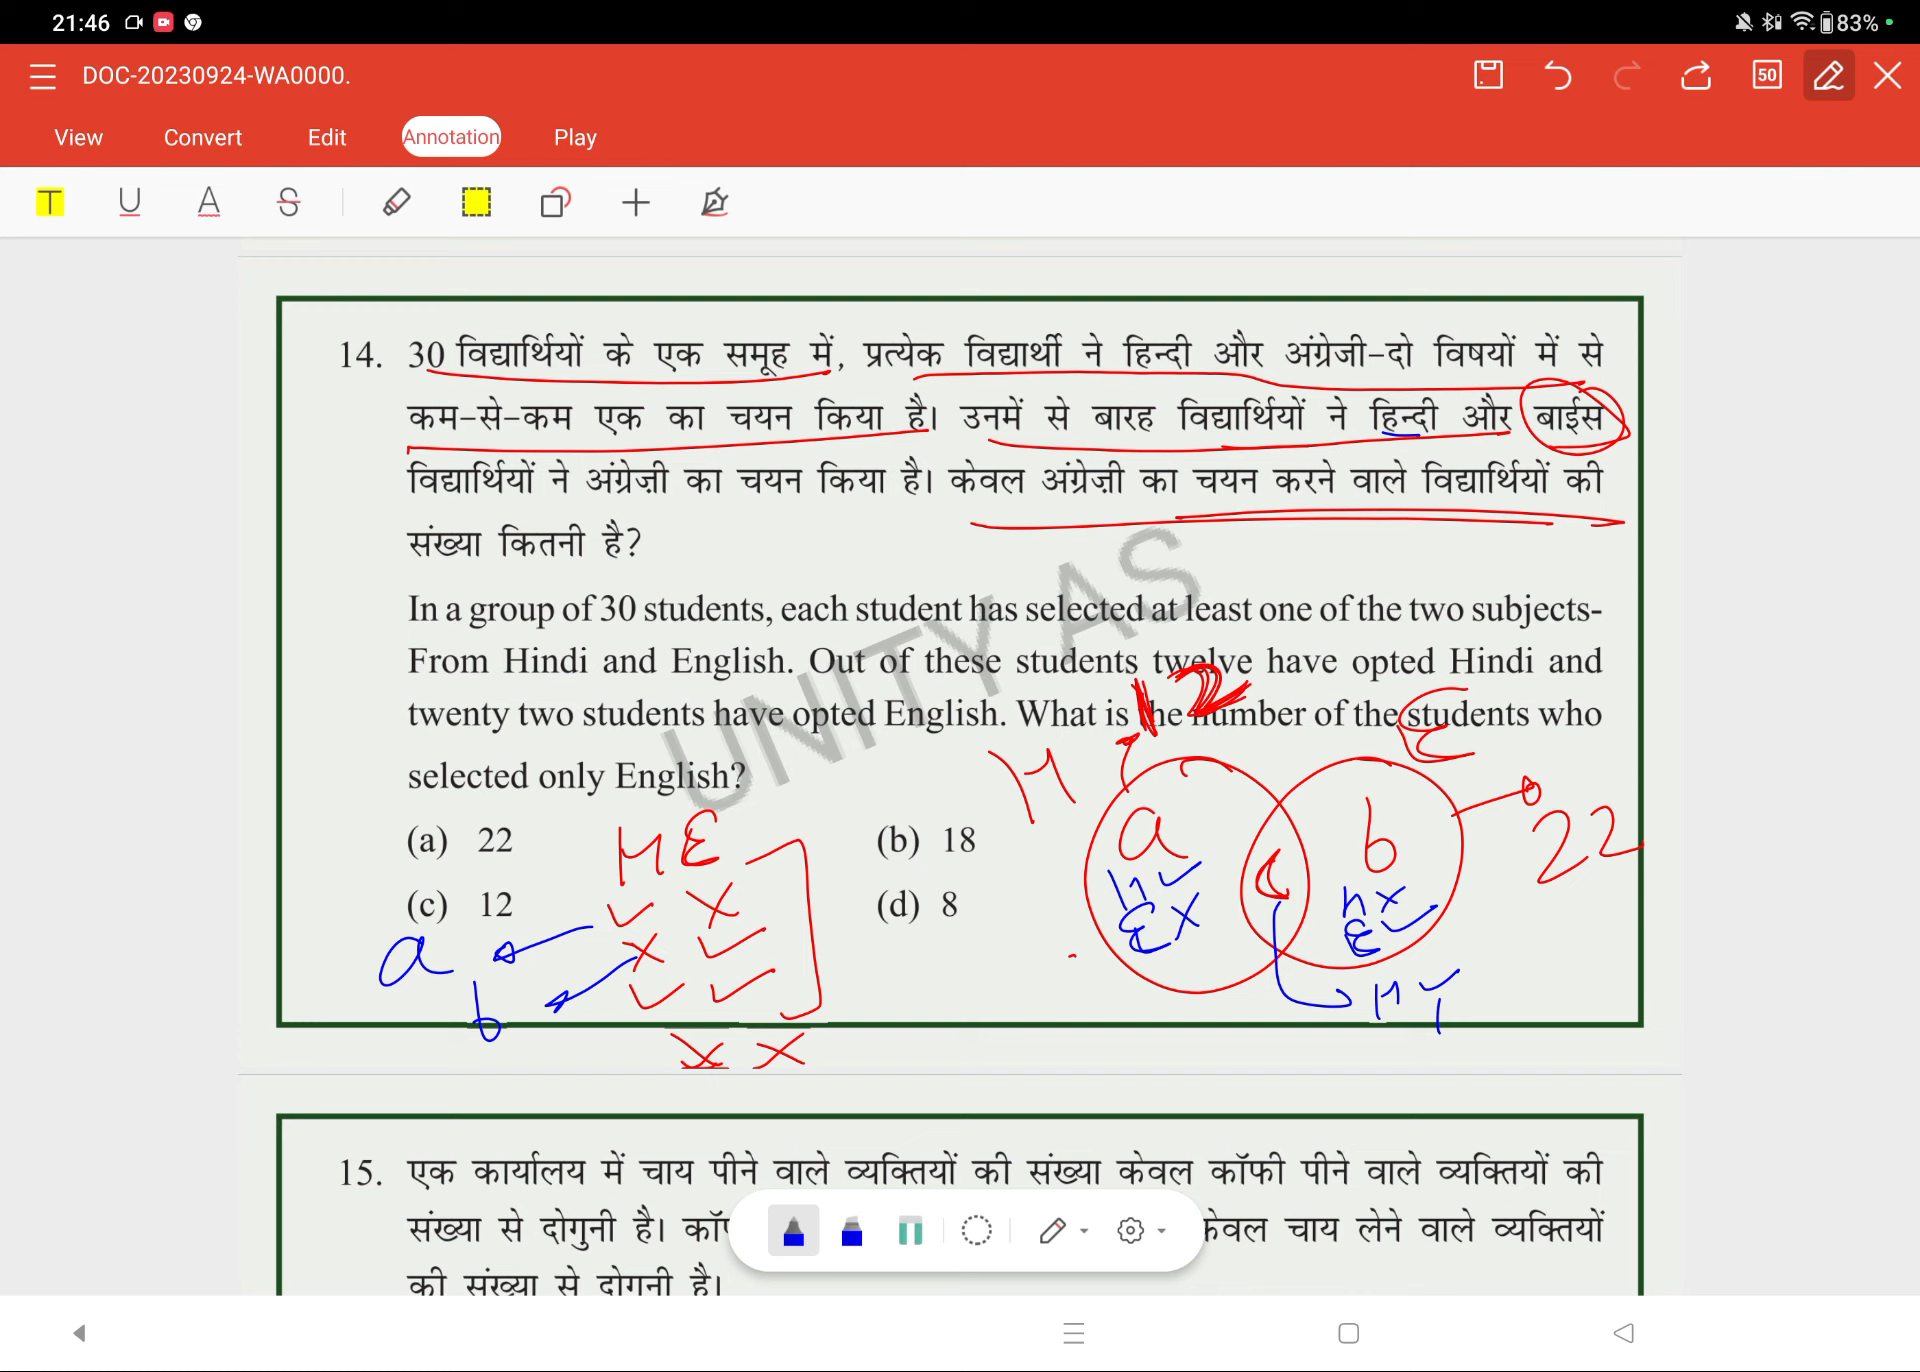 21:46 83%
DOC-20230924-WA0000. 50
View Convert Edit Annotation Play
T U A S
14. 30 विद्यार्थियों के एक समूह में, प्रत्येक विद्यार्थी ने हिन्दी और अंग्रेजी-दो विषयों में से
कम-से-कम एक का चयन किया है। उनमें से बारह विद्यार्थियों ने हिन्दी और बाईस
विद्यार्थियों ने अंग्रेज़ी का चयन किया है। केवल अंग्रेज़ी का चयन करने वाले विद्यार्थियों की
संख्या कितनी है?
In a group of 30 students, each student has selected at least one of the two subjects-
From Hindi and English. Out of these students twelve have opted Hindi and
twenty two students have opted English. What is the number of the students who
selected only English?
UNITY AS
12
H E
a b c 22
(a) 22 (b) 18
(c) 12 (d) 8
H E
✓ X
X ✓
✓ ✓
X X
a
b
h ✓
E X
h X
E ✓
H ✓
15. एक कार्यालय में चाय पीने वाले व्यक्तियों की संख्या केवल कॉफी पीने वाले व्यक्तियों की
संख्या से दोगुनी है। केवल चाय लेने वाले व्यक्तियों
की संख्या से दोगुनी है।